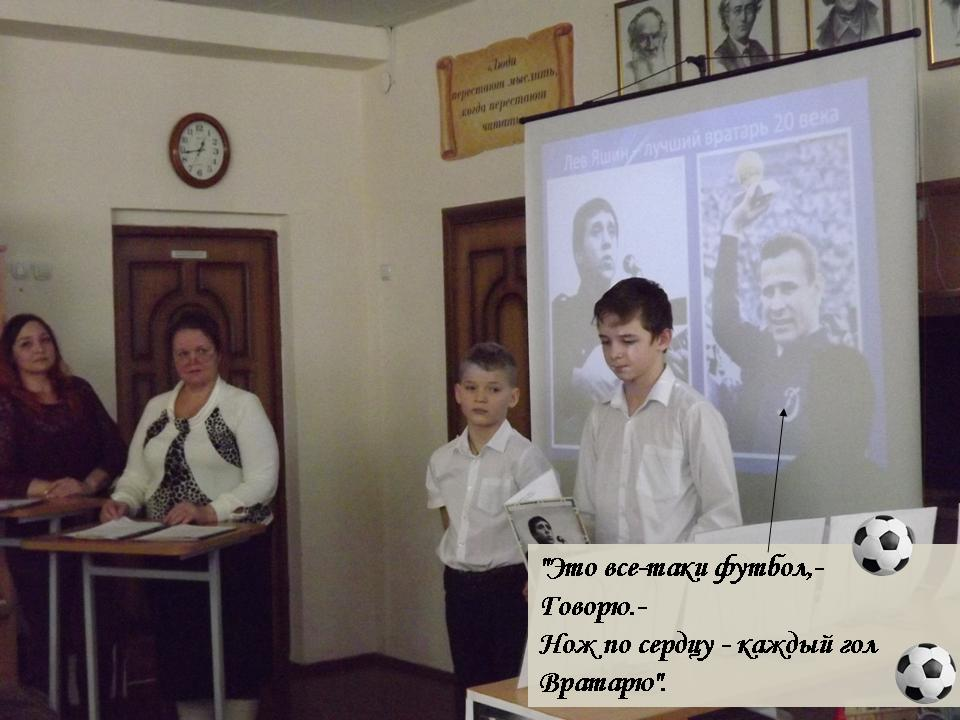 «Люди
перестают мыслить,
когда перестают
читать»
Лев Яшин – лучший вратарь 20 века
"Это все-таки футбол,-
Говорю.-
Нож по сердцу - каждый гол
Вратарю".